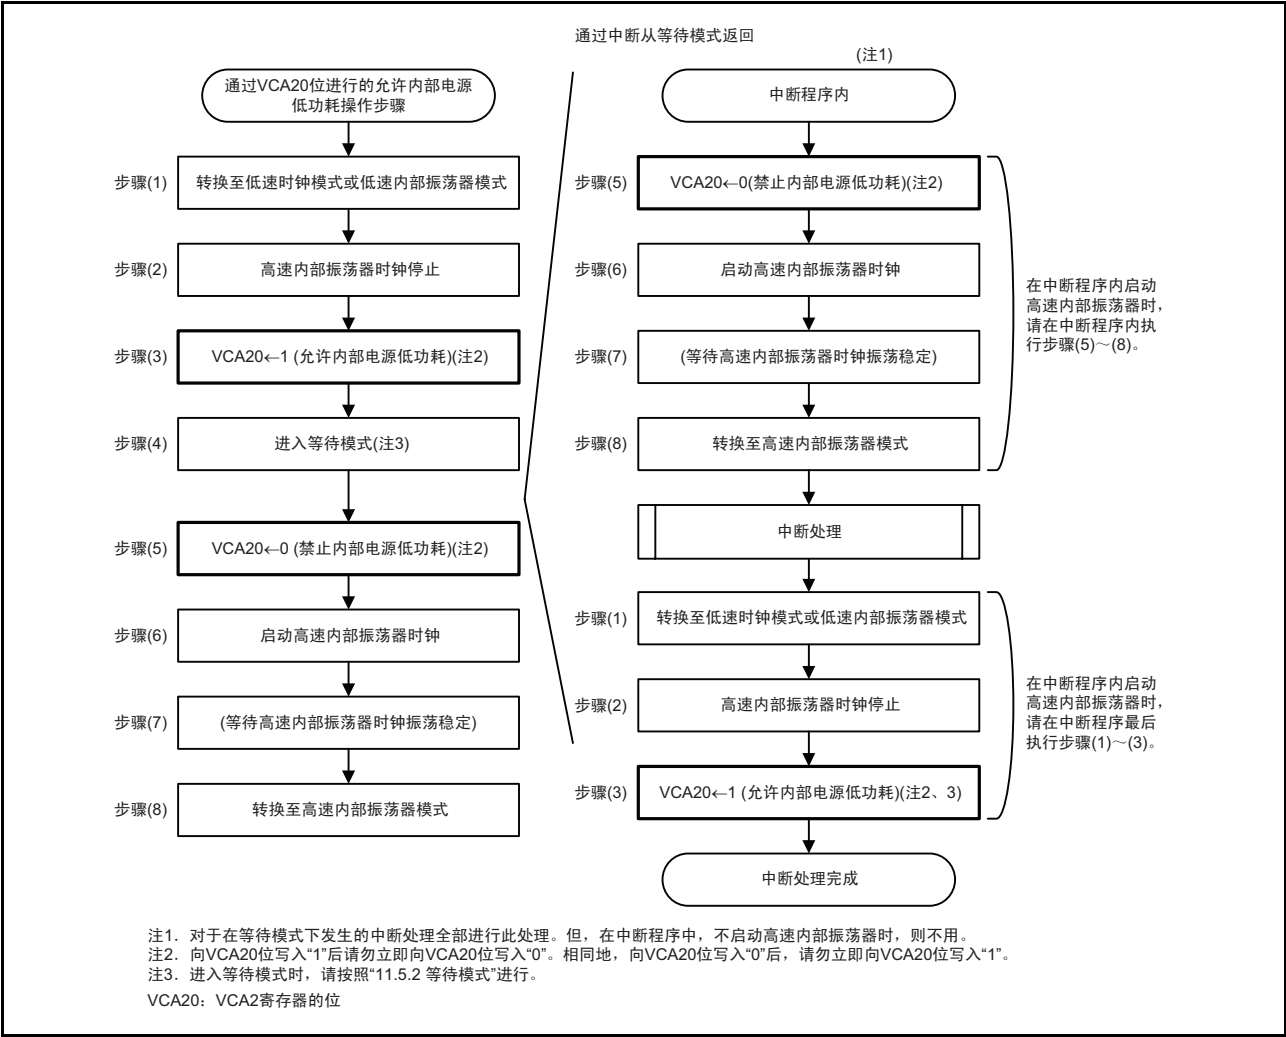 通过VCA20位进行的允许内部电源
低功耗操作步骤
步骤(1)
转换至低速时钟模式或低速内部振荡器模式
步骤(2)
高速内部振荡器时钟停止
步骤(3)
VCA20←1 (允许内部电源低功耗)(注2)
步骤(4)
进入等待模式(注3)
步骤(5)
VCA20←0 (禁止内部电源低功耗)(注2)
步骤(6)
启动高速内部振荡器时钟
步骤(7)
(等待高速内部振荡器时钟振荡稳定)
步骤(8)
转换至高速内部振荡器模式
通过中断从等待模式返回
(注1)
中断程序内
步骤(5)
VCA20←0(禁止内部电源低功耗)(注2)
步骤(6)
启动高速内部振荡器时钟
步骤(7)
(等待高速内部振荡器时钟振荡稳定)
步骤(8)
转换至高速内部振荡器模式
在中断程序内启动
高速内部振荡器时，
请在中断程序内执
行步骤(5)～(8)。
中断处理
步骤(1)
转换至低速时钟模式或低速内部振荡器模式
步骤(2)
高速内部振荡器时钟停止
步骤(3)
VCA20←1 (允许内部电源低功耗)(注2、3)
在中断程序内启动
高速内部振荡器时，
请在中断程序最后
执行步骤(1)～(3)。
中断处理完成
注1．对于在等待模式下发生的中断处理全部进行此处理。但，在中断程序中，不启动高速内部振荡器时，则不用。
注2．向VCA20位写入“1”后请勿立即向VCA20位写入“0”。相同地，向VCA20位写入“0”后，请勿立即向VCA20位写入“1”。
注3．进入等待模式时，请按照“11.5.2 等待模式”进行。
VCA20：VCA2寄存器的位